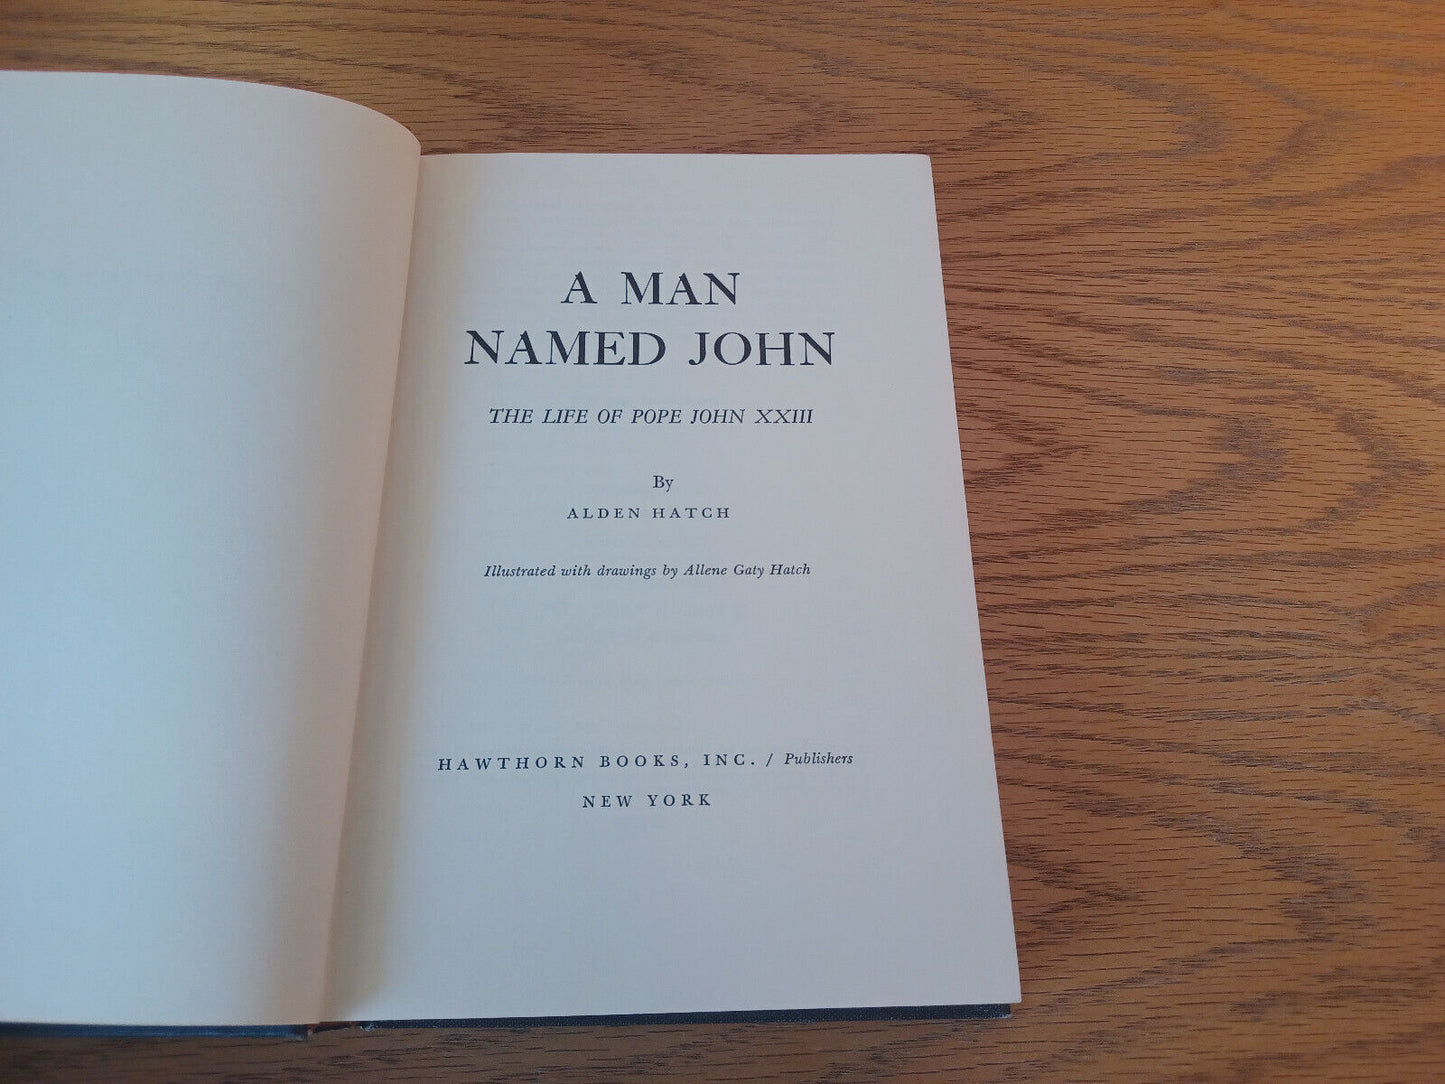 A MAN
NAMED JOHN
THE LIFE OF POPE JOHN XXIII
By
ALDEN HATCH
Illustrated with drawings by Allene Gaty Hatch
HAWTHORN BOOKS, INC. / Publishers
NEW YORK